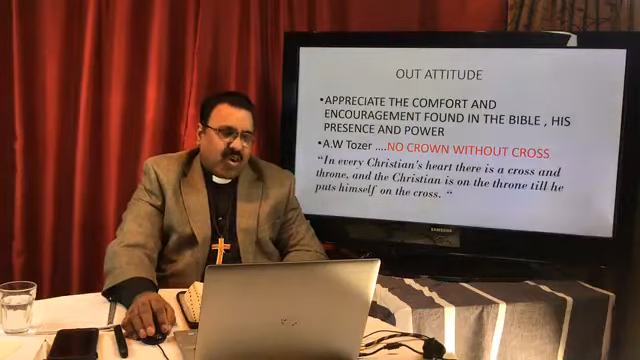 OUT ATTITUDE
•APPRECIATE THE COMFORT AND
ENCOURAGEMENT FOUND IN THE BIBLE , HIS
PRESENCE AND POWER
•A.W Tozer ....NO CROWN WITHOUT CROSS
“In every Christian's heart there is a cross and
throne, and the Christian is on the throne till he
puts himself on the cross. “
SAMSUNG